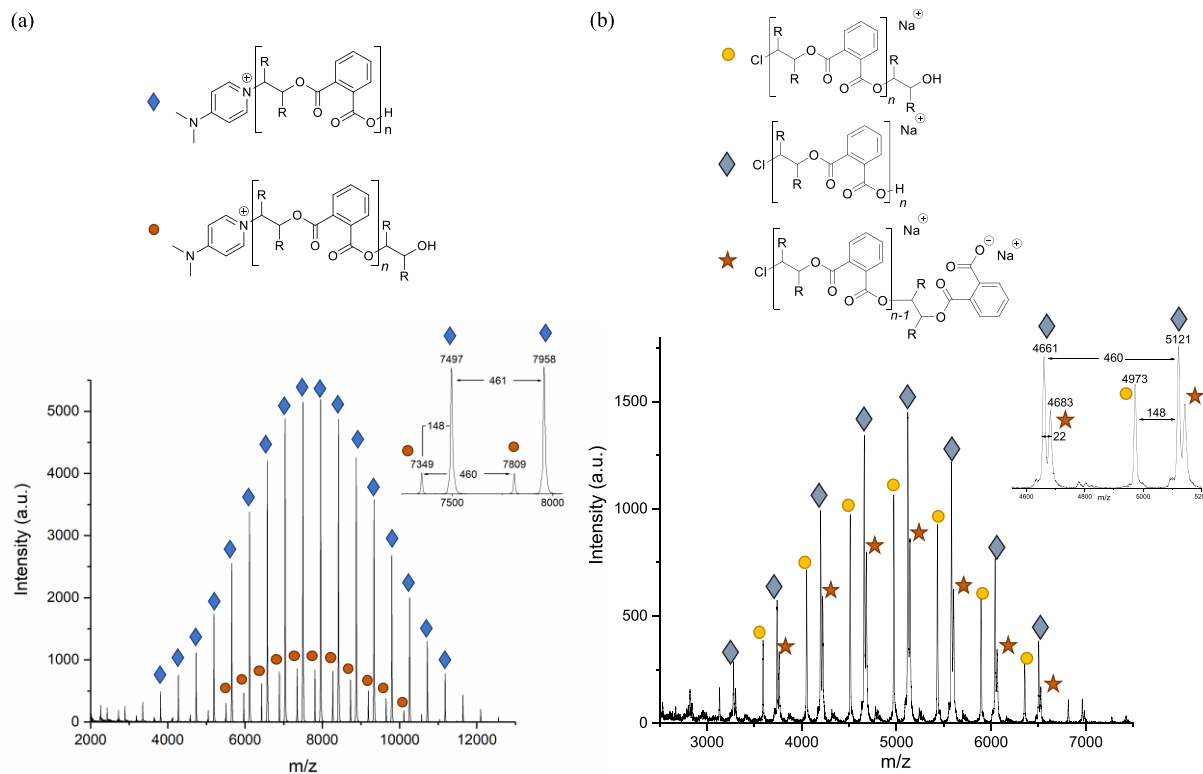 (a)
(b)
R
O
N
⊕
R
O
O
O
H
n
N
R
O
N
⊕
R
O
O
O
n
R
OH
R
N
R
Cl
O
R
O
O
O
n
R
OH
R
Na⊕
R
Cl
O
R
O
O
O
H
n
Na⊕
R
Cl
O
R
O
O
O
n-1
R
R
O
O
O
O⊖
Na⊕
Na⊕
7497
7958
461
148
7349
7809
460
7500
8000
5000
4000
3000
2000
1000
0
Intensity (a.u.)
2000
4000
6000
8000
10000
12000
m/z
4661
5121
460
4683
4973
148
22
4600
4800
m/z
5000
520
1500
1000
500
0
Intensity (a.u.)
3000
4000
5000
6000
7000
m/z